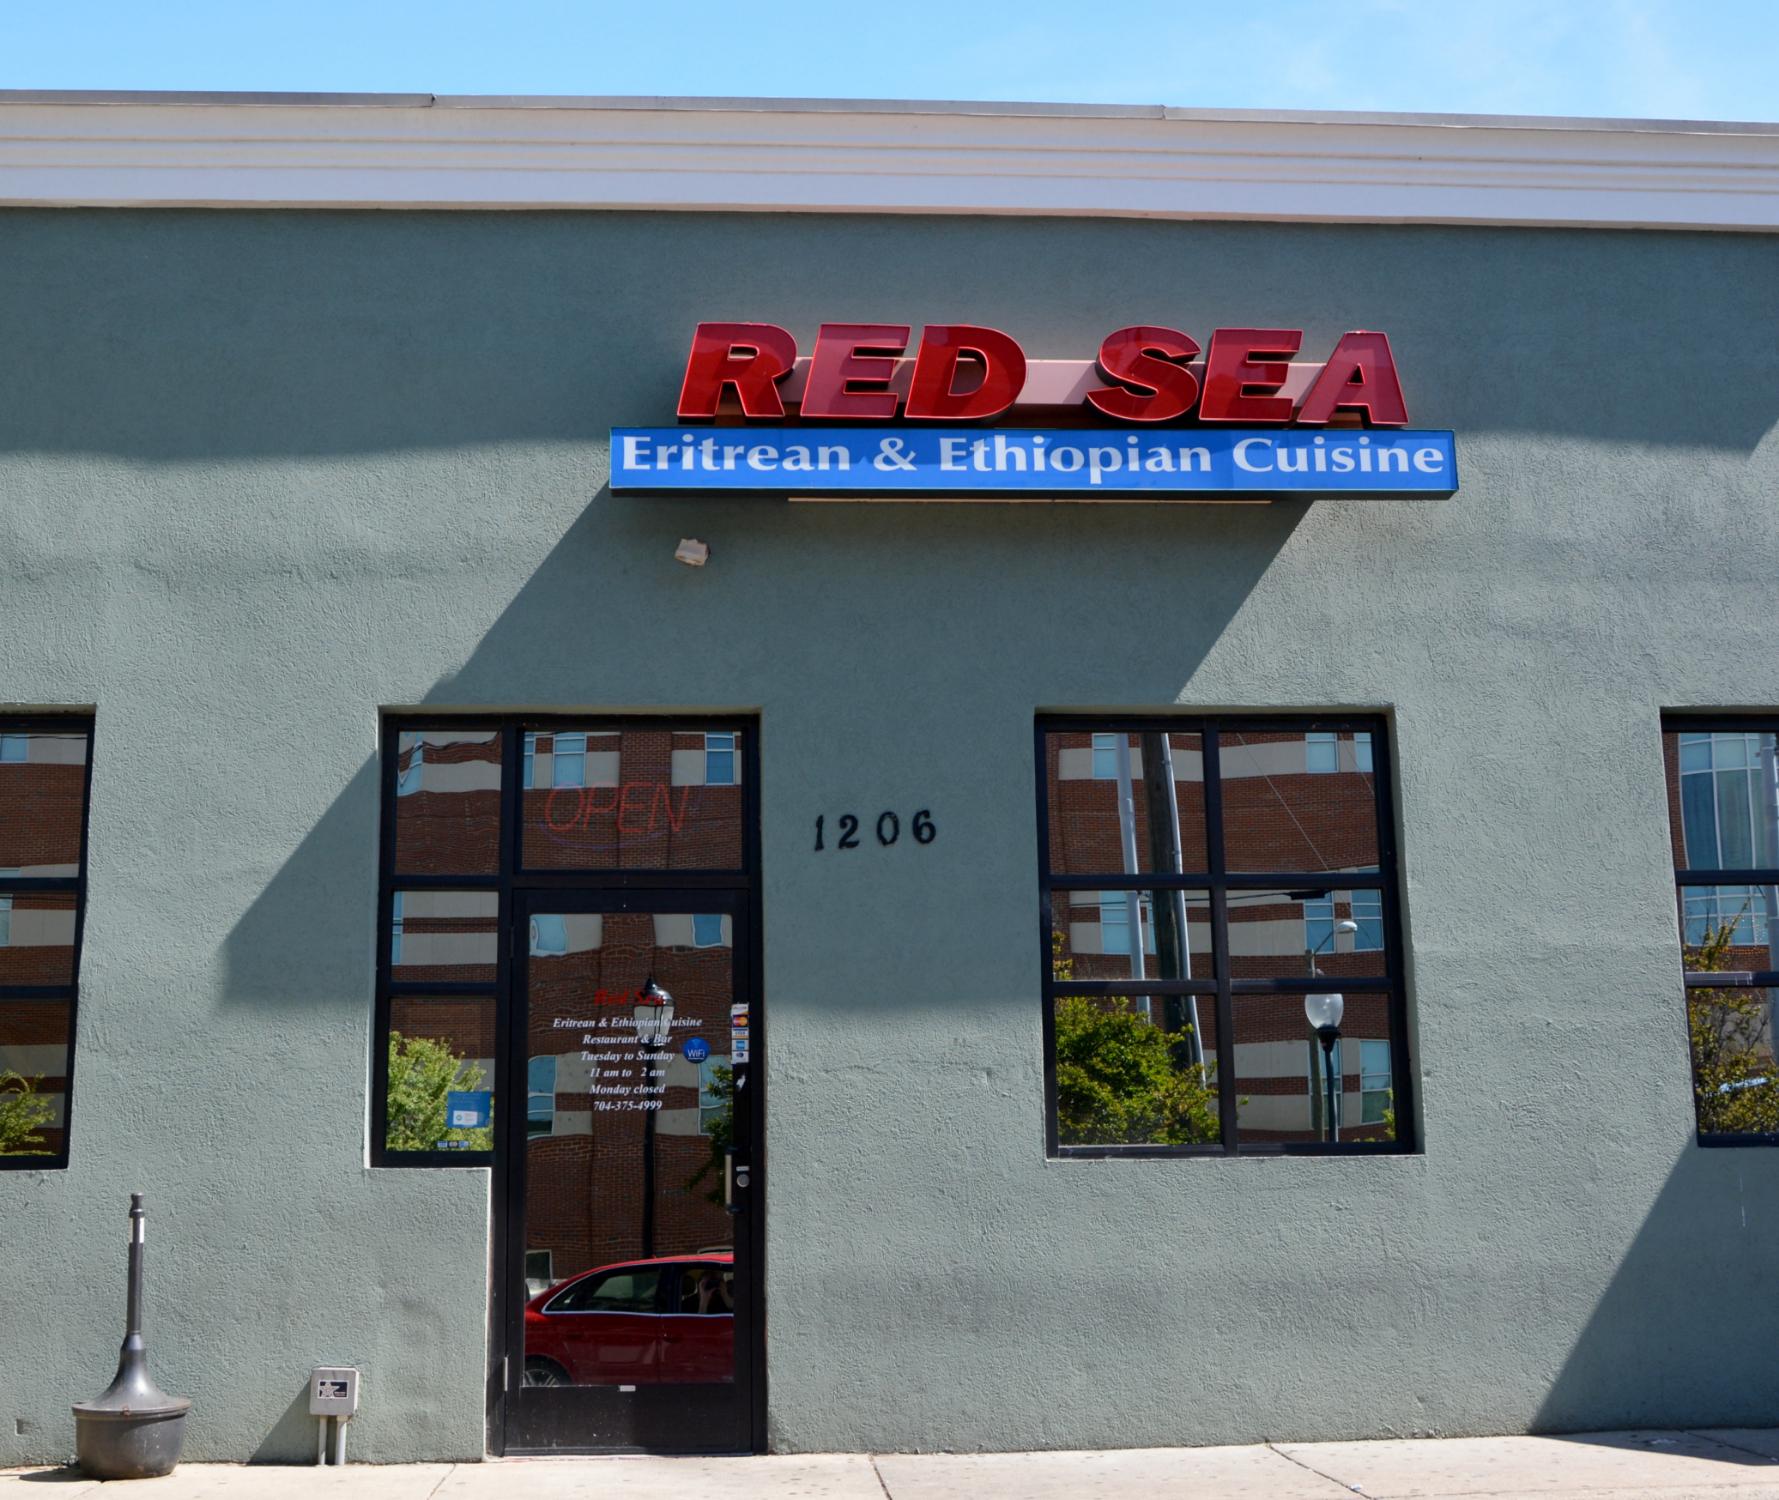 RED SEA
Eritrean & Ethiopian Cuisine
OPEN
1206
Red Sea
Eritrean & Ethiopian Cuisine
Restaurant & Bar
Tuesday to Sunday
WiFi
11 am to 2 am
Monday closed
704-375-4999